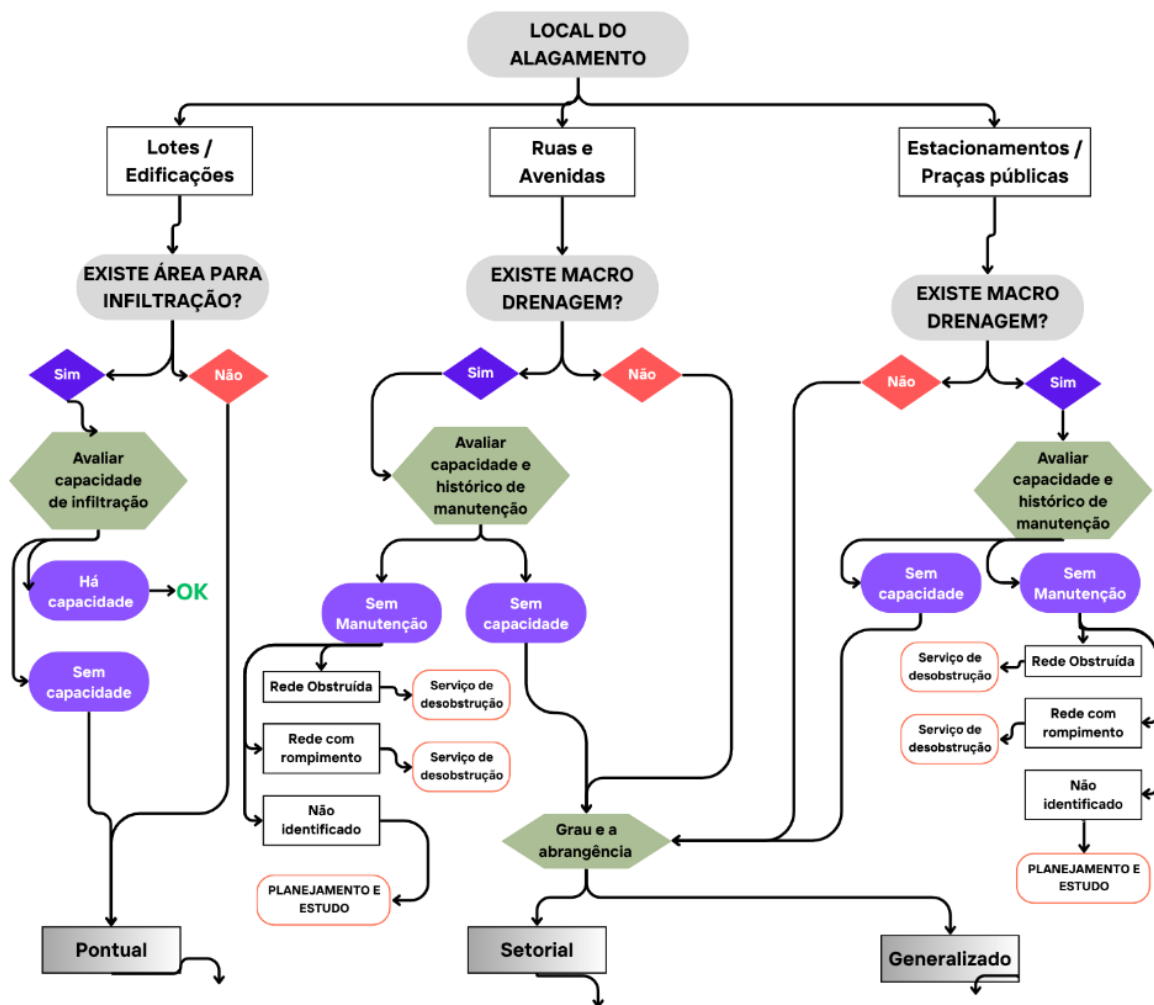 LOCAL DO
ALAGAMENTO
Lotes /
Edificações
Ruas e
Avenidas
Estacionamentos /
Praças públicas
EXISTE ÁREA PARA
INFILTRAÇÃO?
EXISTE MACRO
DRENAGEM?
EXISTE MACRO
DRENAGEM?
Sim
Não
Sim
Não
Não
Sim
Avaliar
capacidade
de infiltração
Avaliar
capacidade e
histórico de
manutenção
Avaliar
capacidade e
histórico de
manutenção
Há
capacidade
OK
Sem
Manutenção
Sem
capacidade
Sem
capacidade
Sem
Manutenção
Sem
capacidade
Rede Obstruída
Serviço de
desobstrução
Serviço de
desobstrução
Rede Obstruída
Rede com
rompimento
Serviço de
desobstrução
Serviço de
desobstrução
Rede com
rompimento
Não
identificado
Não
identificado
Grau e a
abrangência
PLANEJAMENTO E
ESTUDO
PLANEJAMENTO E
ESTUDO
Pontual
Setorial
Generalizado